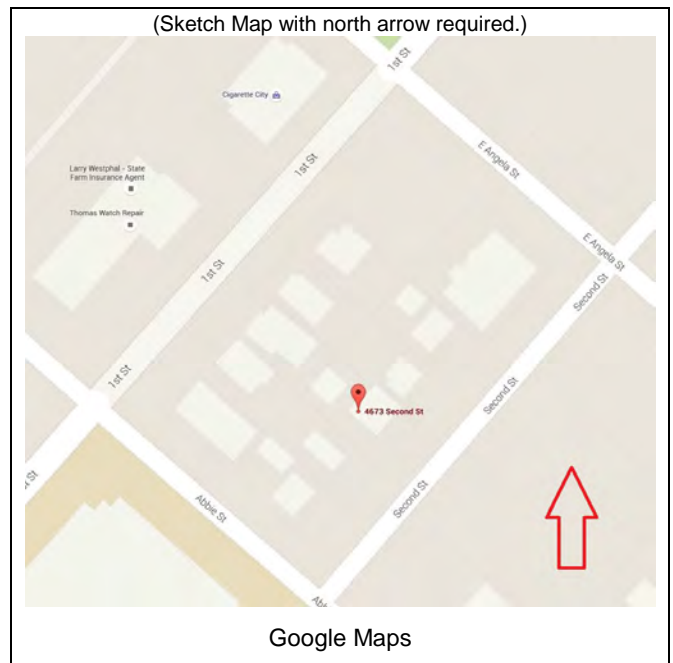 (Sketch Map with north arrow required.)
1st St
Cigarette City
E Angela St
1st St
Larry Westphal - State
Farm Insurance Agent
Thomas Watch Repair
E Angela St
1st St
Second St
1st St
4673 Second St
Second St
St
Abbie St
Second St
Google Maps